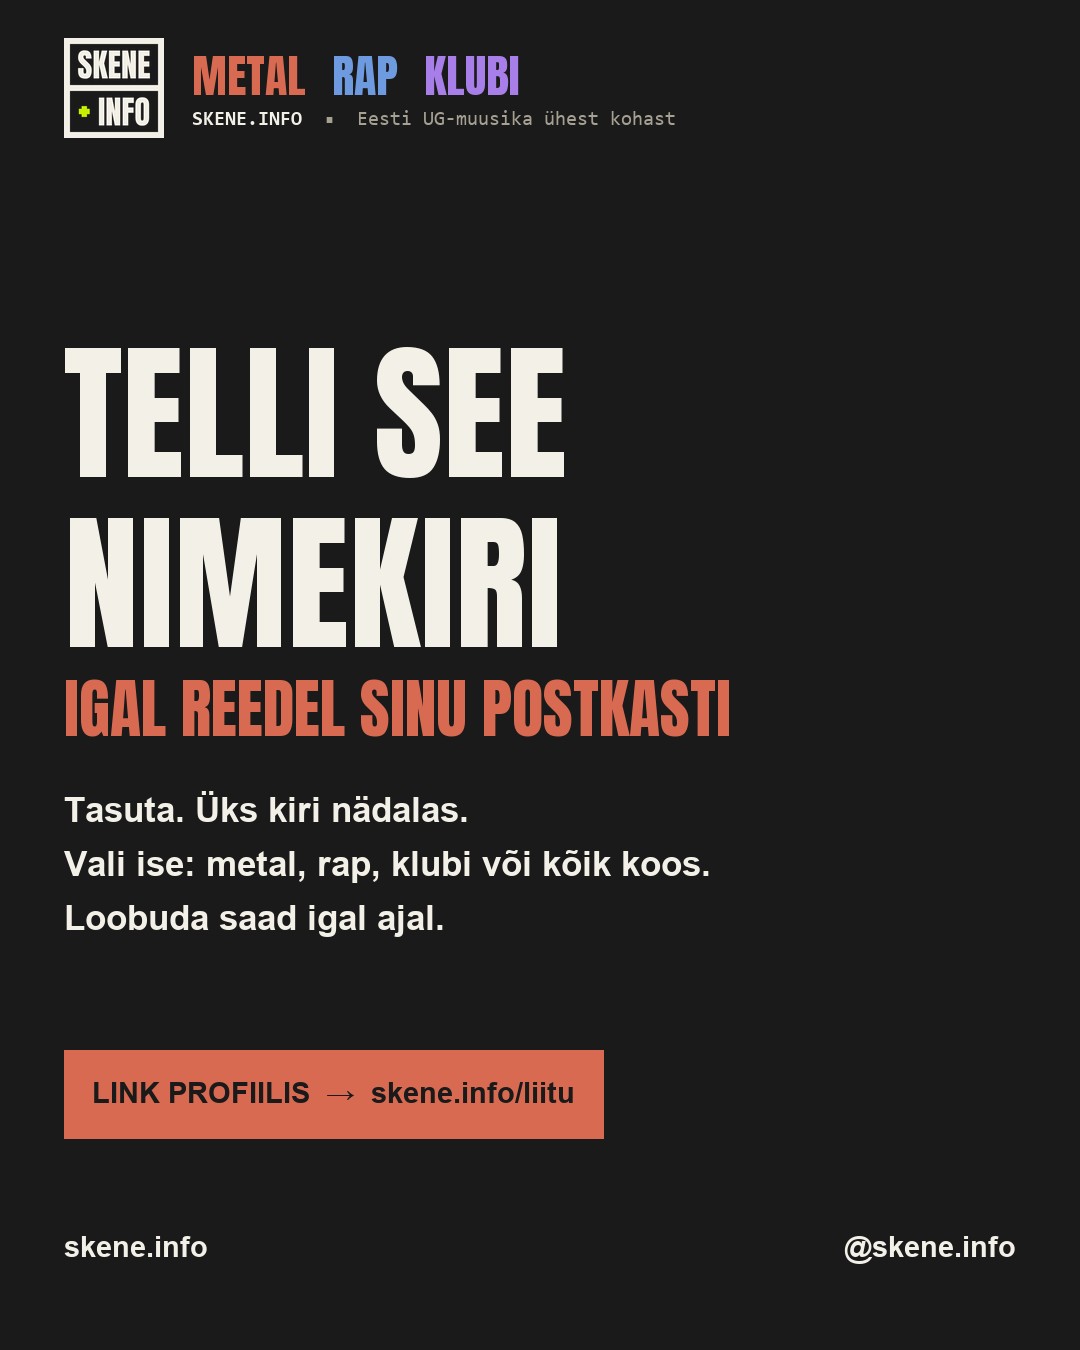 SKENE
INFO
METAL RAP KLUBI
SKENE.INFO ▪ Eesti UG-muusika ühest kohast
TELLI SEE
NIMEKIRI
IGAL REEDEL SINU POSTKASTI
Tasuta. Üks kiri nädalas.
Vali ise: metal, rap, klubi või kõik koos.
Loobuda saad igal ajal.
LINK PROFIILIS → skene.info/liitu
skene.info
@skene.info